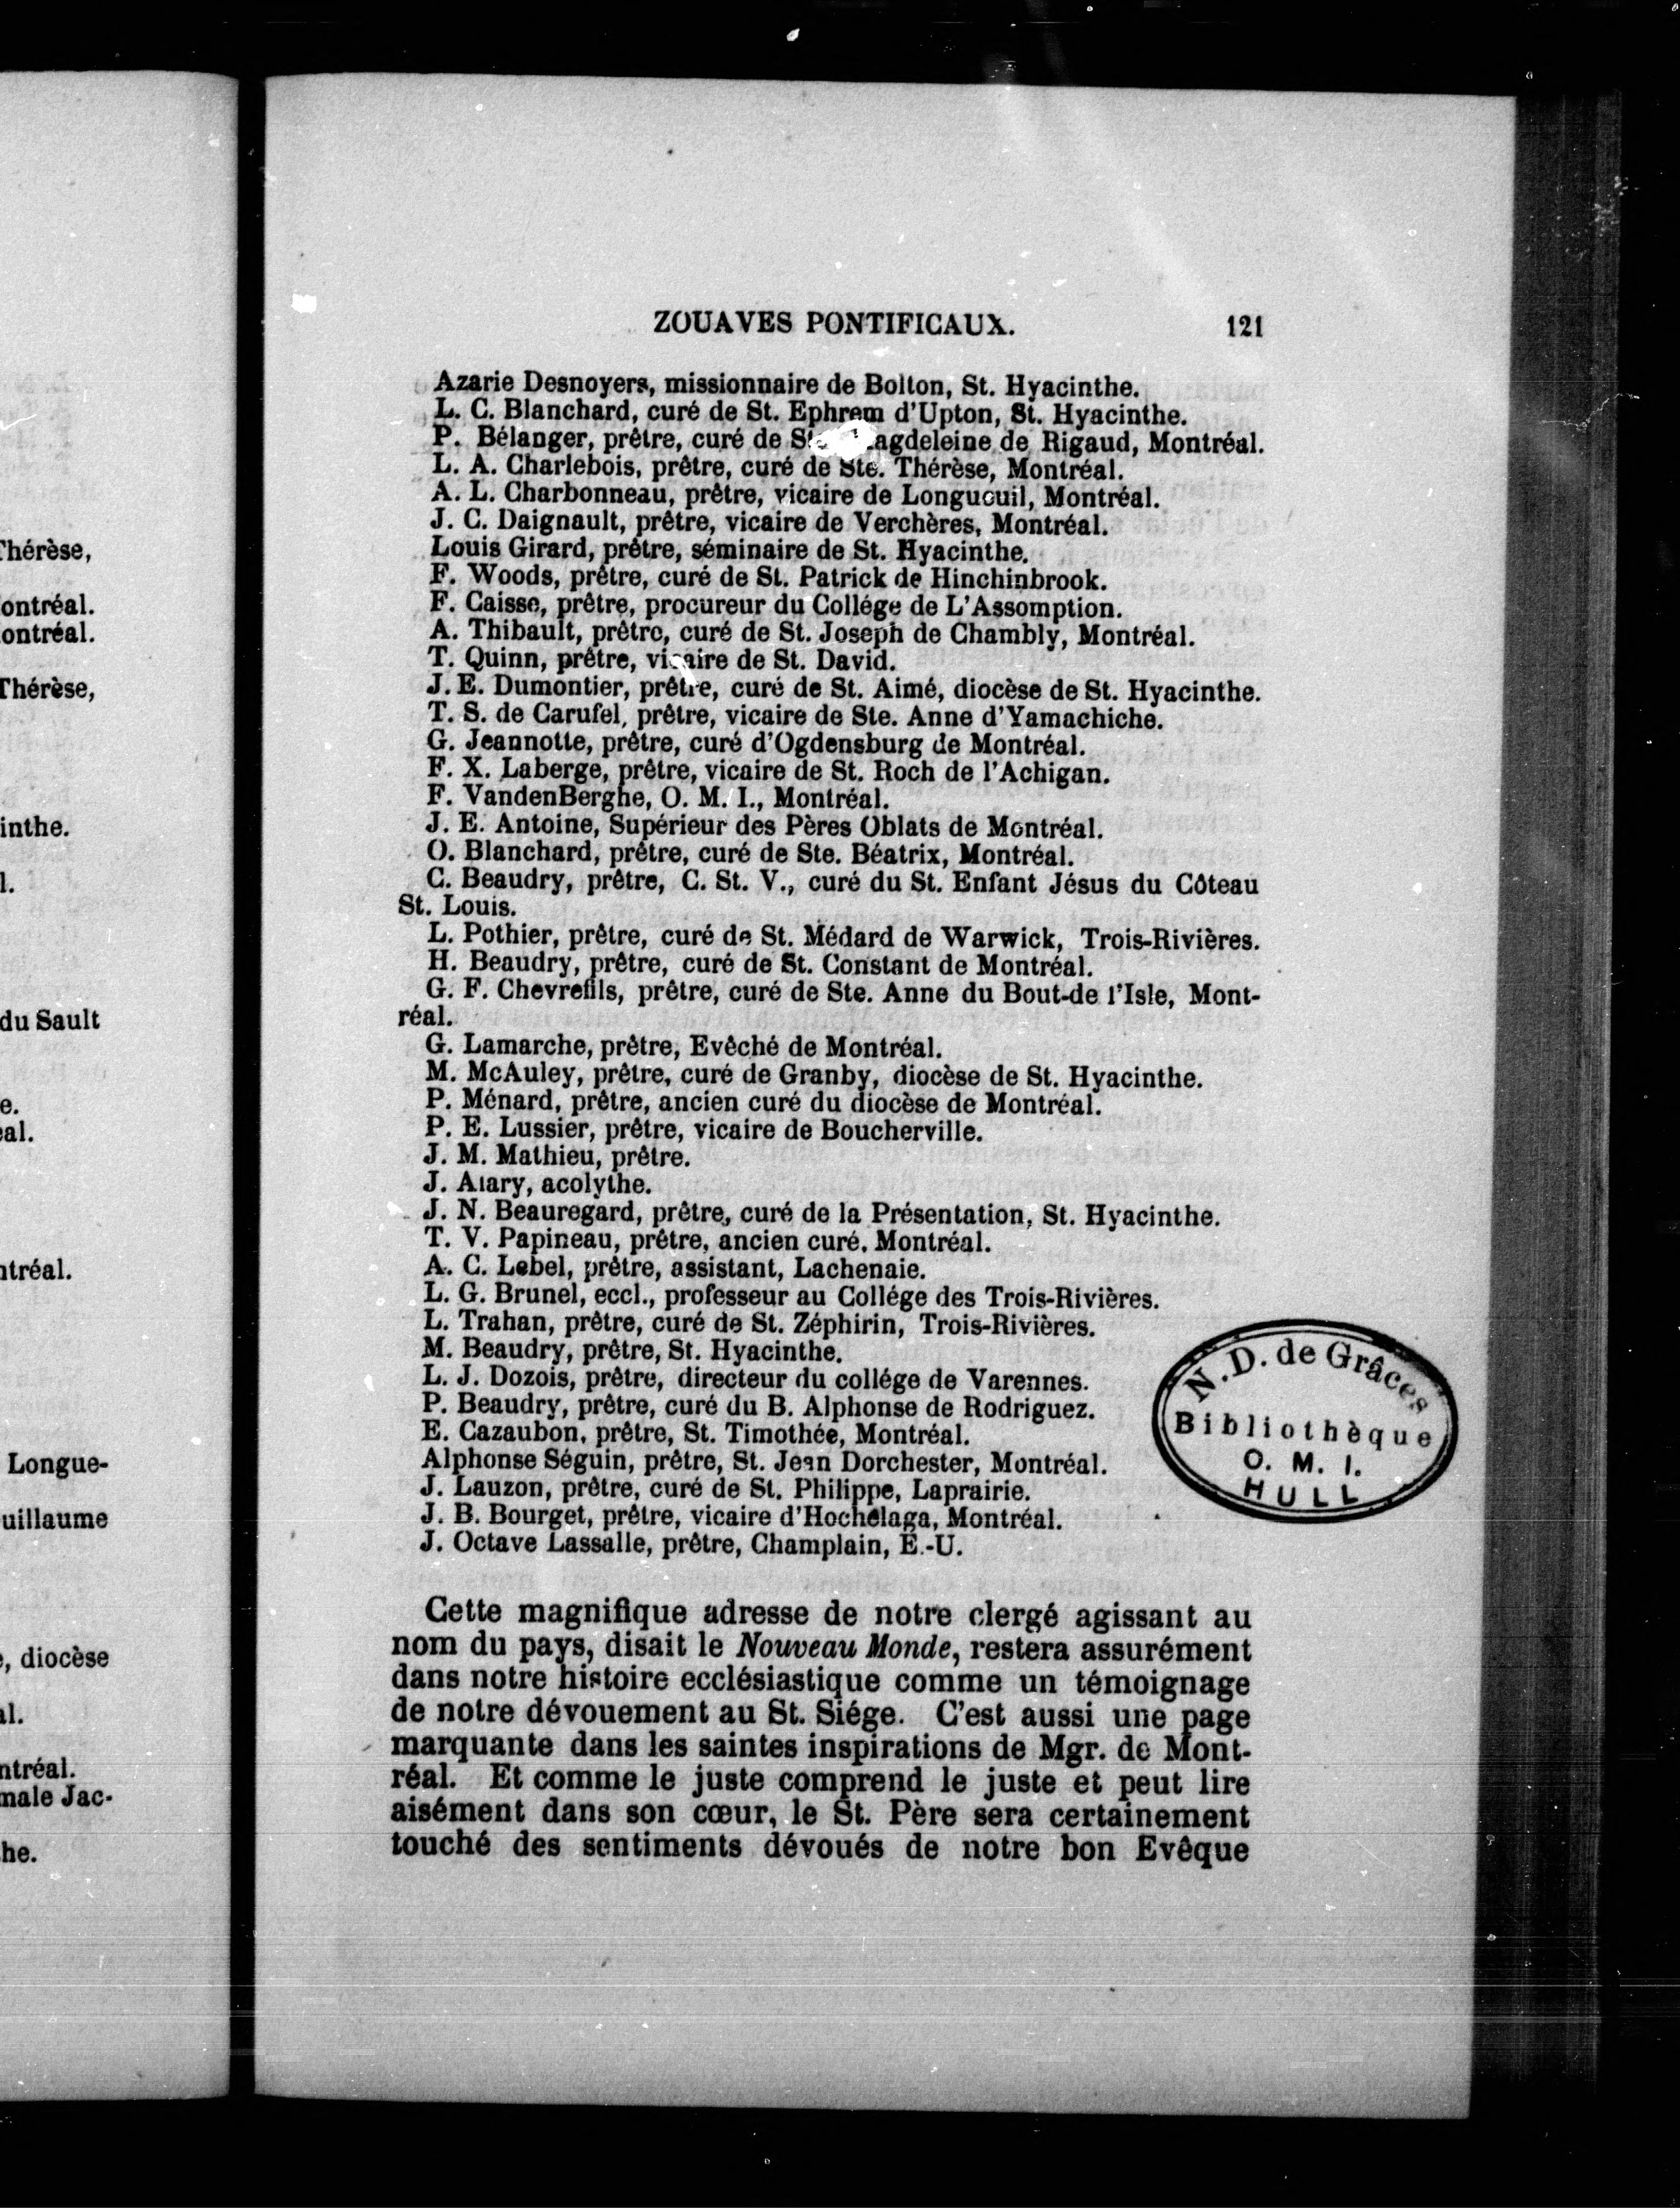 Thérèse,
ontréal.
ontréal.
Thérèse,
inthe.
l.
du Sault
e.
al.
ntréal.
Longue-
uillaume
e, diocèse
al.
ntréal.
male Jac-
he.
ZOUAVES PONTIFICAUX. 121
Azarie Desnoyers, missionnaire de Bolton, St. Hyacinthe.
L. C. Blanchard, curé de St. Ephrem d'Upton, St. Hyacinthe.
P. Bélanger, prêtre, curé de Ste. agdeleine de Rigaud, Montréal.
L. A. Charlebois, prêtre, curé de Ste. Thérèse, Montréal.
A. L. Charbonneau, prêtre, vicaire de Longueuil, Montréal.
J. C. Daignault, prêtre, vicaire de Verchères, Montréal.
Louis Girard, prêtre, séminaire de St. Hyacinthe.
F. Woods, prêtre, curé de St. Patrick de Hinchinbrook.
F. Caisse, prêtre, procureur du Collége de L'Assomption.
A. Thibault, prêtre, curé de St. Joseph de Chambly, Montréal.
T. Quinn, prêtre, vicaire de St. David.
J. E. Dumontier, prêtre, curé de St. Aimé, diocèse de St. Hyacinthe.
T. S. de Carufel, prêtre, vicaire de Ste. Anne d'Yamachiche.
G. Jeannotte, prêtre, curé d'Ogdensburg de Montréal.
F. X. Laberge, prêtre, vicaire de St. Roch de l'Achigan.
F. VandenBerghe, O. M. I., Montréal.
J. E. Antoine, Supérieur des Pères Oblats de Montréal.
O. Blanchard, prêtre, curé de Ste. Béatrix, Montréal.
C. Beaudry, prêtre, C. St. V., curé du St. Enfant Jésus du Côteau
St. Louis.
L. Pothier, prêtre, curé de St. Médard de Warwick, Trois-Rivières.
H. Beaudry, prêtre, curé de St. Constant de Montréal.
G. F. Chevrefils, prêtre, curé de Ste. Anne du Bout-de l'Isle, Mont-
réal.
G. Lamarche, prêtre, Evêché de Montréal.
M. McAuley, prêtre, curé de Granby, diocèse de St. Hyacinthe.
P. Ménard, prêtre, ancien curé du diocèse de Montréal.
P. E. Lussier, prêtre, vicaire de Boucherville.
J. M. Mathieu, prêtre.
J. Alary, acolythe.
J. N. Beauregard, prêtre, curé de la Présentation, St. Hyacinthe.
T. V. Papineau, prêtre, ancien curé, Montréal.
A. C. Lebel, prêtre, assistant, Lachenaie.
L. G. Brunel, eccl., professeur au Collége des Trois-Rivières.
L. Trahan, prêtre, curé de St. Zéphirin, Trois-Rivières.
M. Beaudry, prêtre, St. Hyacinthe.
L. J. Dozois, prêtre, directeur du collége de Varennes.
P. Beaudry, prêtre, curé du B. Alphonse de Rodriguez.
E. Cazaubon, prêtre, St. Timothée, Montréal.
Alphonse Séguin, prêtre, St. Jean Dorchester, Montréal.
J. Lauzon, prêtre, curé de St. Philippe, Laprairie.
J. B. Bourget, prêtre, vicaire d'Hochelaga, Montréal.
J. Octave Lassalle, prêtre, Champlain, E.-U.
N. D. de Grâces
Bibliothèque
O. M. I.
HULL
Cette magnifique adresse de notre clergé agissant au
nom du pays, disait le Nouveau Monde, restera assurément
dans notre histoire ecclésiastique comme un témoignage
de notre dévouement au St. Siége. C'est aussi une page
marquante dans les saintes inspirations de Mgr. de Mont-
réal. Et comme le juste comprend le juste et peut lire
aisément dans son cœur, le St. Père sera certainement
touché des sentiments dévoués de notre bon Evêque